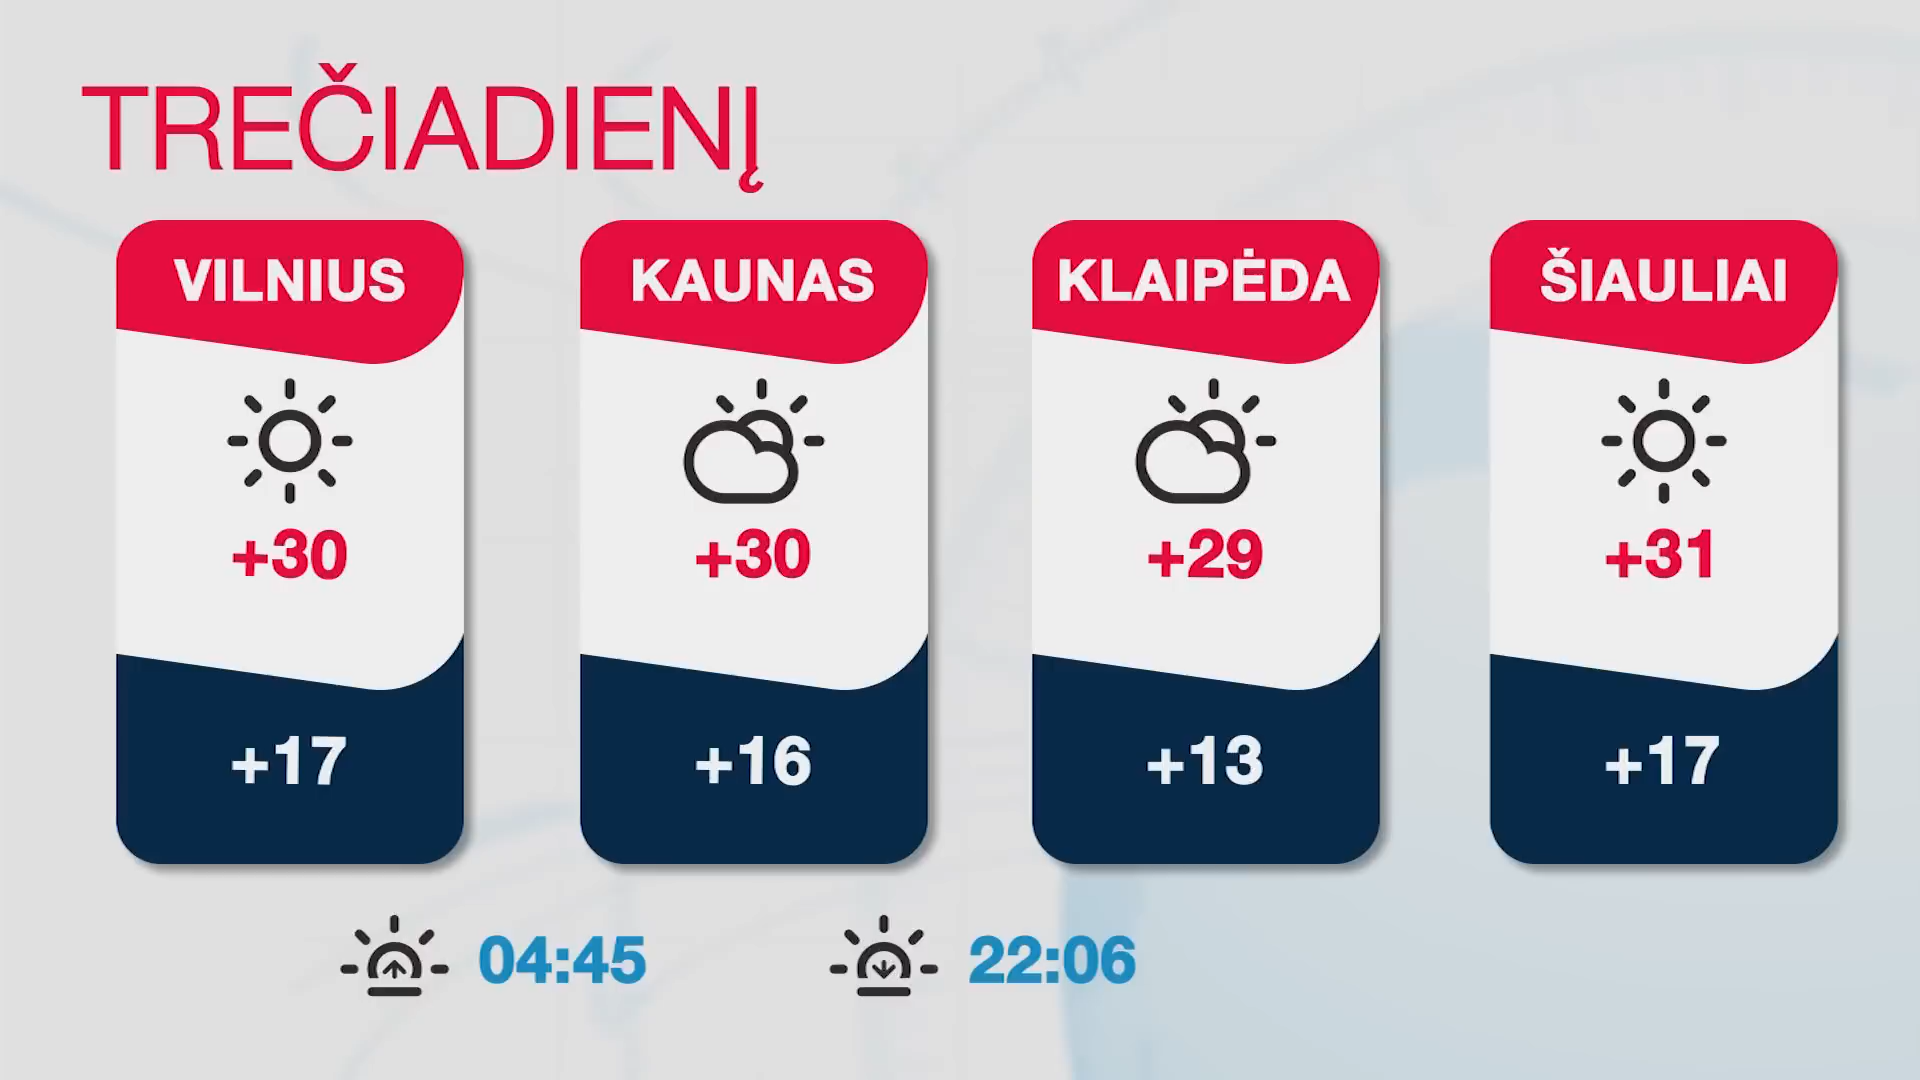 TREČIADIENĮ
VILNIUS
KAUNAS
KLAIPĖDA
ŠIAULIAI
+30
+30
+29
+31
+17
+16
+13
+17
04:45
22:06